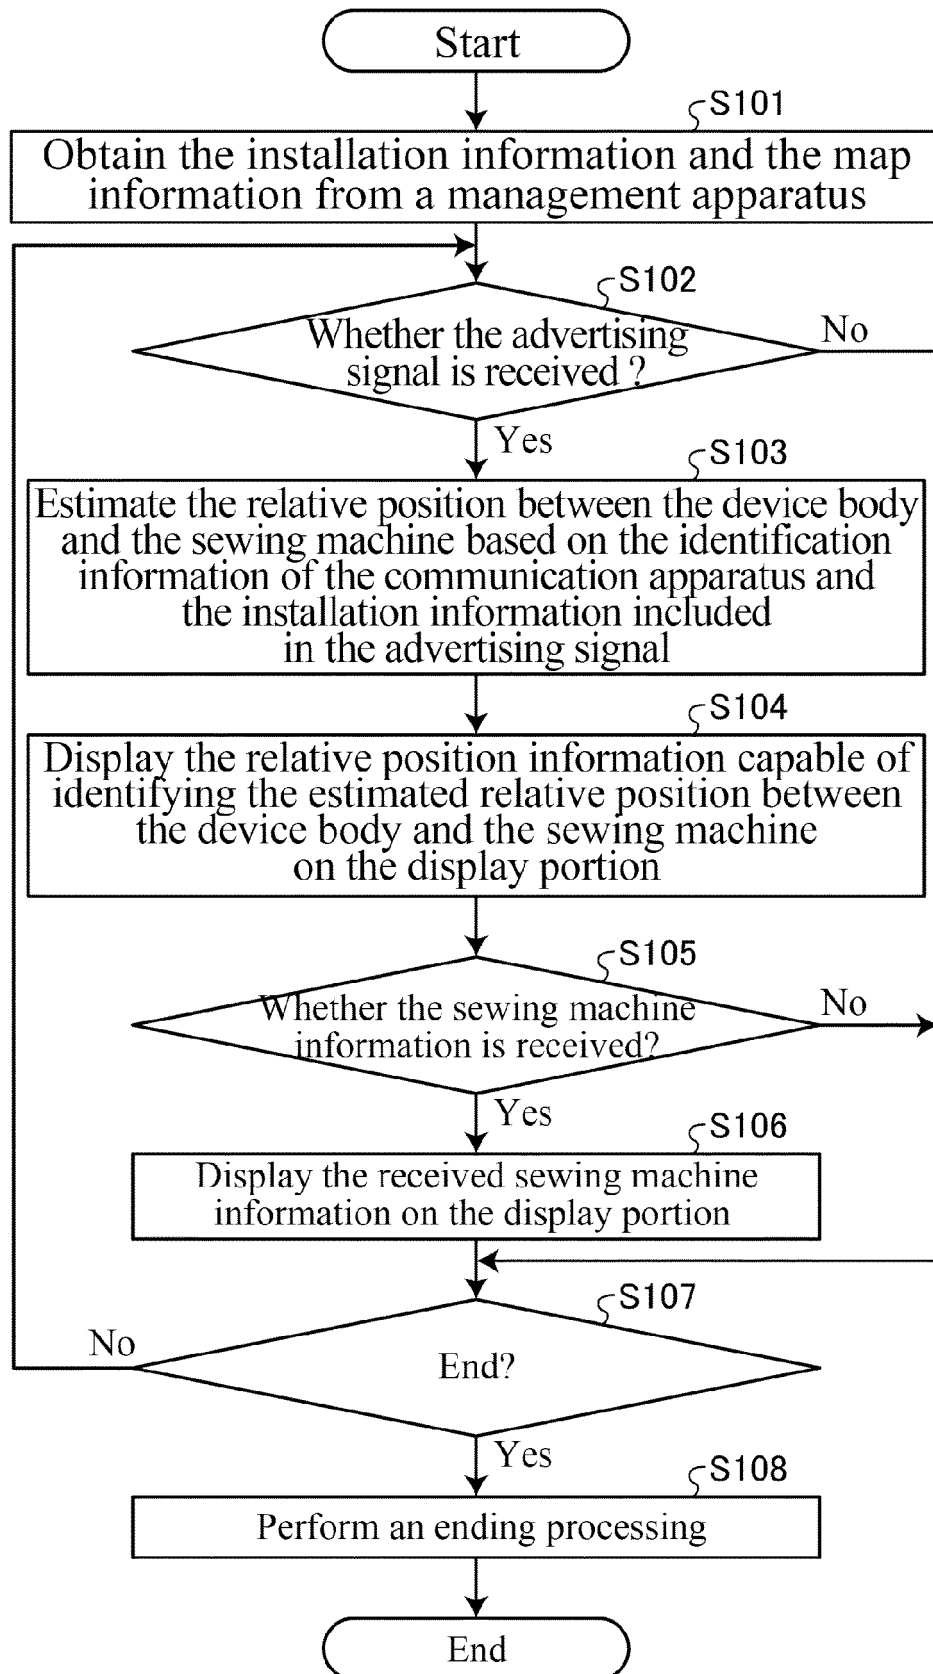 Start
S101
Obtain the installation information and the map
information from a management apparatus
S102
Whether the advertising
signal is received ?
No
Yes
S103
Estimate the relative position between the device body
and the sewing machine based on the identification
information of the communication apparatus and
the installation information included
in the advertising signal
S104
Display the relative position information capable of
identifying the estimated relative position between
the device body and the sewing machine
on the display portion
S105
Whether the sewing machine
information is received?
No
Yes
S106
Display the received sewing machine
information on the display portion
S107
No
End?
Yes
S108
Perform an ending processing
End